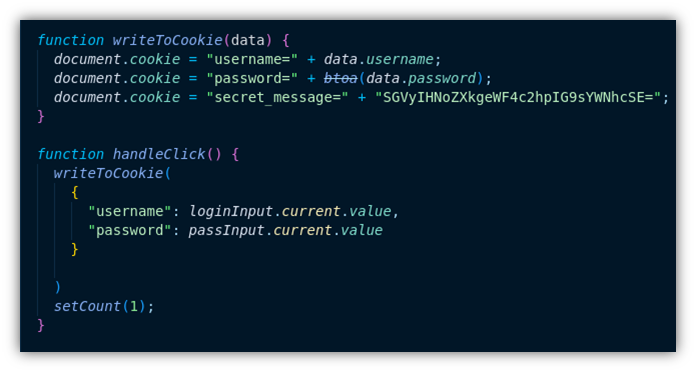 function writeToCookie(data) {
document.cookie = "username=" + data.username;
document.cookie = "password=" + btoa(data.password);
document.cookie = "secret_message=" + "SGVyIHNoZXkgeWF4c2hpIG9sYWNhcSE=";
}
function handleClick() {
writeToCookie(
{
"username": loginInput.current.value,
"password": passInput.current.value
}
)
setCount(1);
}